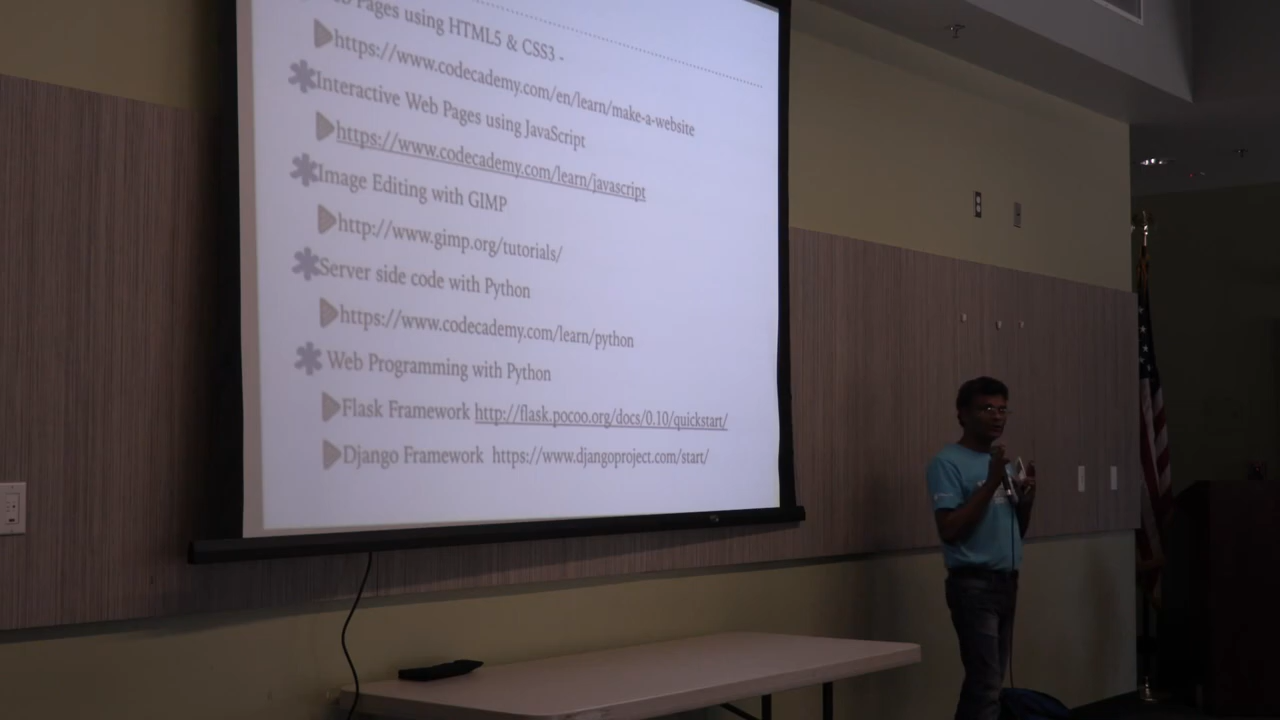 Pages using HTML5 & CSS3 -
https://www.codecademy.com/en/learn/make-a-website
Interactive Web Pages using JavaScript
https://www.codecademy.com/learn/javascript
Image Editing with GIMP
http://www.gimp.org/tutorials/
Server side code with Python
https://www.codecademy.com/learn/python
Web Programming with Python
Flask Framework http://flask.pocoo.org/docs/0.10/quickstart/
Django Framework https://www.djangoproject.com/start/